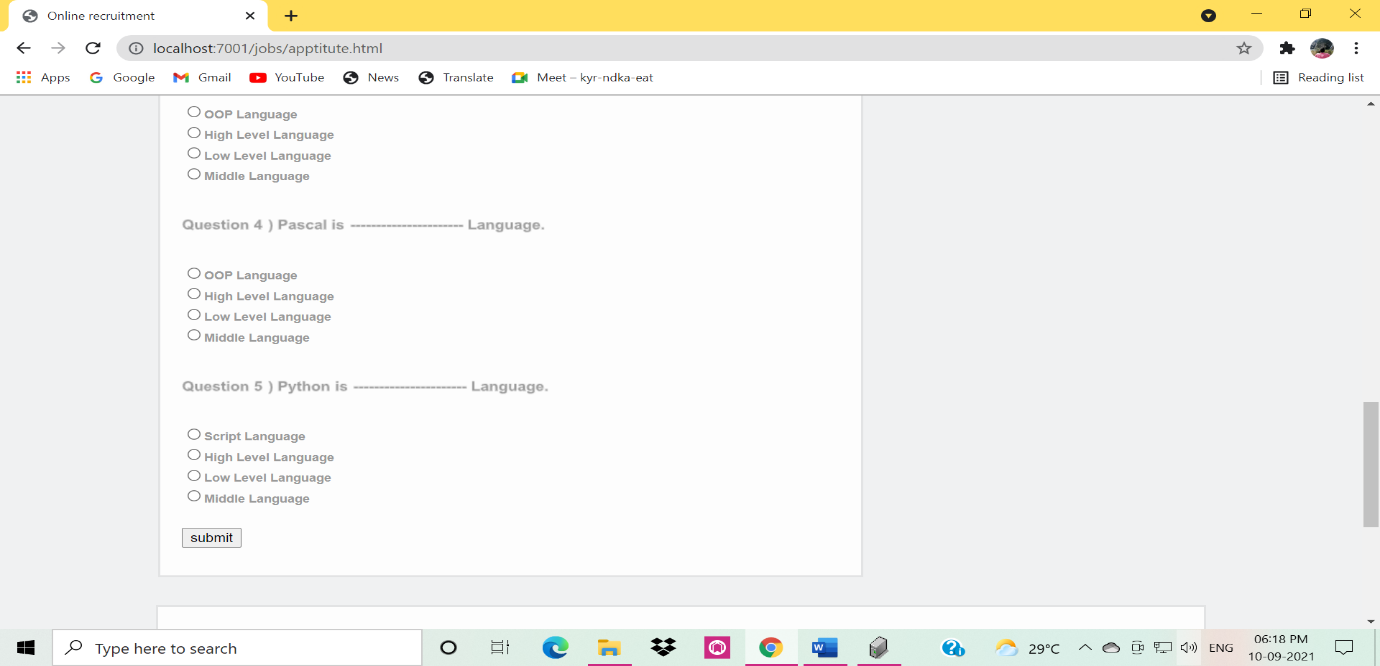 Online recruitment
localhost:7001/jobs/apptitute.html
Apps Google Gmail YouTube News Translate Meet – kyr-ndka-eat Reading list
OOP Language
High Level Language
Low Level Language
Middle Language
Question 4 ) Pascal is ---------------------- Language.
OOP Language
High Level Language
Low Level Language
Middle Language
Question 5 ) Python is ---------------------- Language.
Script Language
High Level Language
Low Level Language
Middle Language
submit
Type here to search
29°C
ENG
06:18 PM
10-09-2021